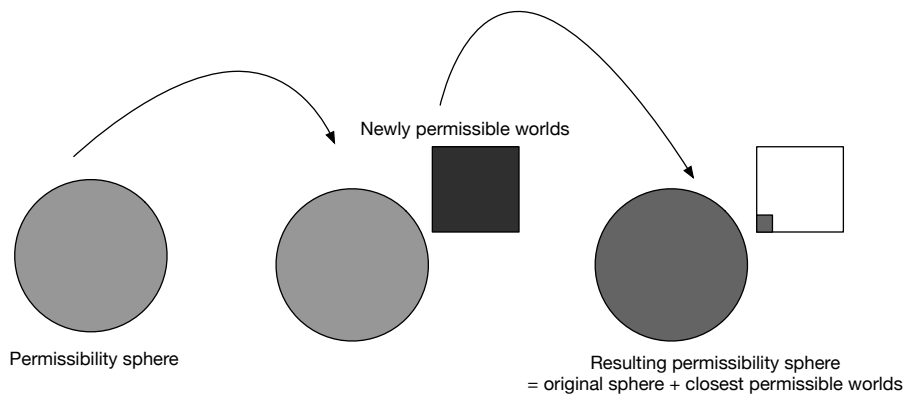 Newly permissible worlds
Permissibility sphere
Resulting permissibility sphere
= original sphere + closest permissible worlds